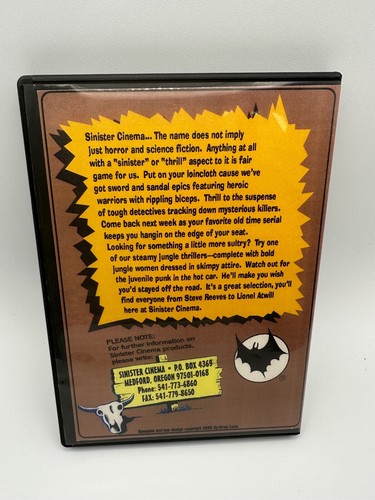 Sinister Cinema... The name does not imply
just horror and science fiction. Anything at all
with a "sinister" or "thrill" aspect to it is fair
game for us. Put on your loincloth cause we've
got sword and sandal epics featuring heroic
warriors with rippling biceps. Thrill to the suspense
of tough detectives tracking down mysterious killers.
Come back next week as your favorite old time serial
keeps you hangin on the edge of your seat.
Looking for something a little more sultry? Try one
of our steamy jungle thrillers—complete with bold
jungle women dressed in skimpy attire. Watch out for
the juvenile punk in the hot car. He'll make you wish
you'd stayed off the road. It's a great selection, you'll
find everyone from Steve Reeves to Lionel Atwill
here at Sinister Cinema.
PLEASE NOTE:
For further information on
Sinister Cinema products,
please write:
SINISTER CINEMA • P.O. BOX 4369
MEDFORD, OREGON 97501-0168
Phone: 541-773-6860
FAX: 541-779-8650
®
design copyright